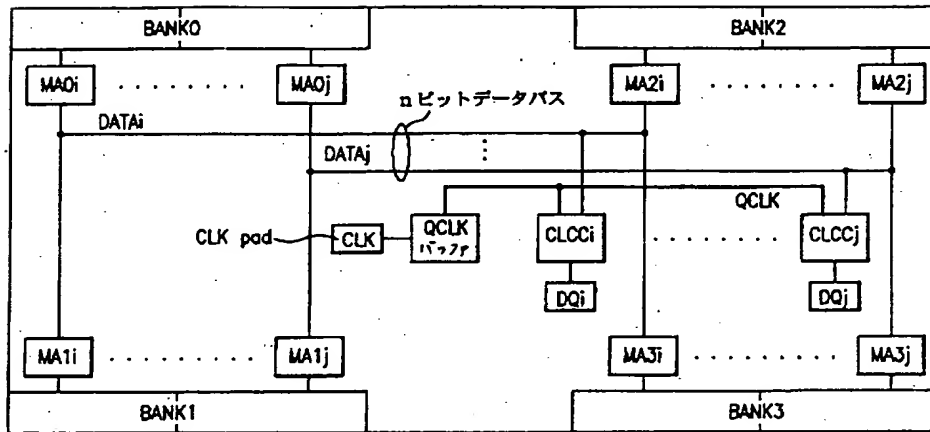 BANK0
BANK2
MA0i
MA0j
MA2i
MA2j
nビットデータバス
DATAi
DATAj
QCLK
CLK pad
CLK
QCLK
バッファ
CLCCi
CLCCj
DQi
DQj
MA1i
MA1j
MA3i
MA3j
BANK1
BANK3